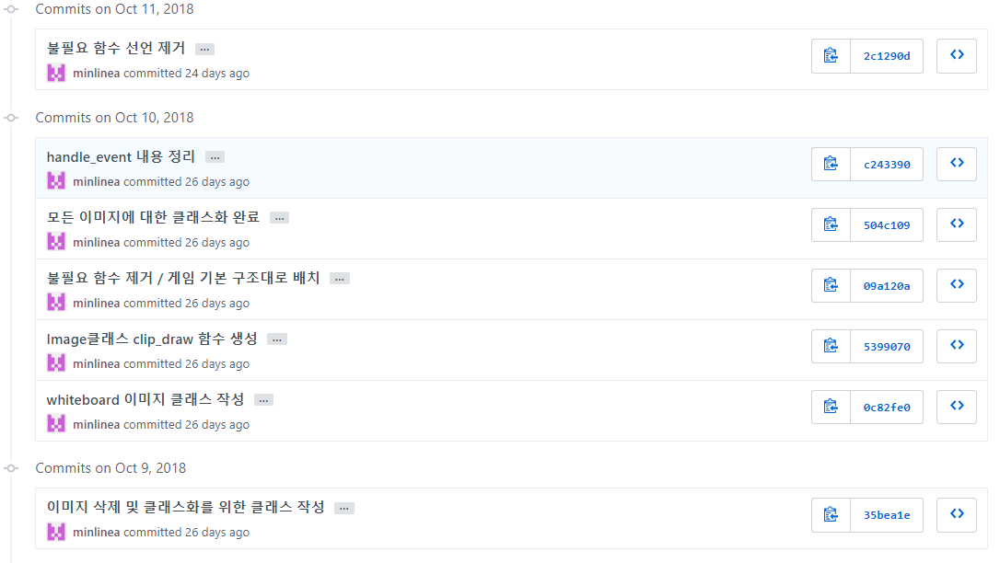 Commits on Oct 11, 2018
불필요 함수 선언 제거 ...
minlinea committed 24 days ago
2c1290d
Commits on Oct 10, 2018
handle_event 내용 정리 ...
minlinea committed 26 days ago
c243390
모든 이미지에 대한 클래스화 완료 ...
minlinea committed 26 days ago
504c109
불필요 함수 제거 / 게임 기본 구조대로 배치 ...
minlinea committed 26 days ago
09a120a
Image클래스 clip_draw 함수 생성 ...
minlinea committed 26 days ago
5399070
whiteboard 이미지 클래스 작성 ...
minlinea committed 26 days ago
0c82fe0
Commits on Oct 9, 2018
이미지 삭제 및 클래스화를 위한 클래스 작성 ...
minlinea committed 26 days ago
35bea1e